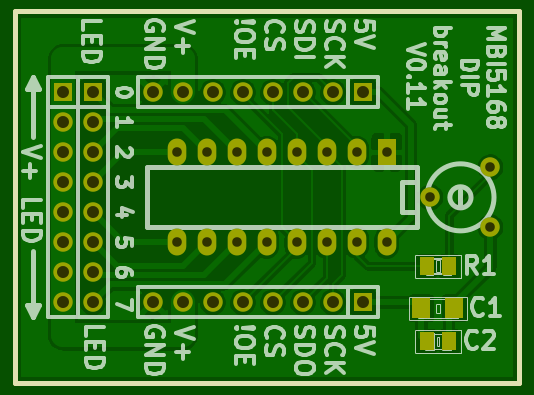 LED
GND
V+
!OE
CS
SDI
SCK
5V
MBI5168
DIP
breakout
V0.11
0
1
2
3
4
5
6
7
V+ LED
R1
C1
C2
LED
GND
V+
!OE
CS
SDO
SCK
5V